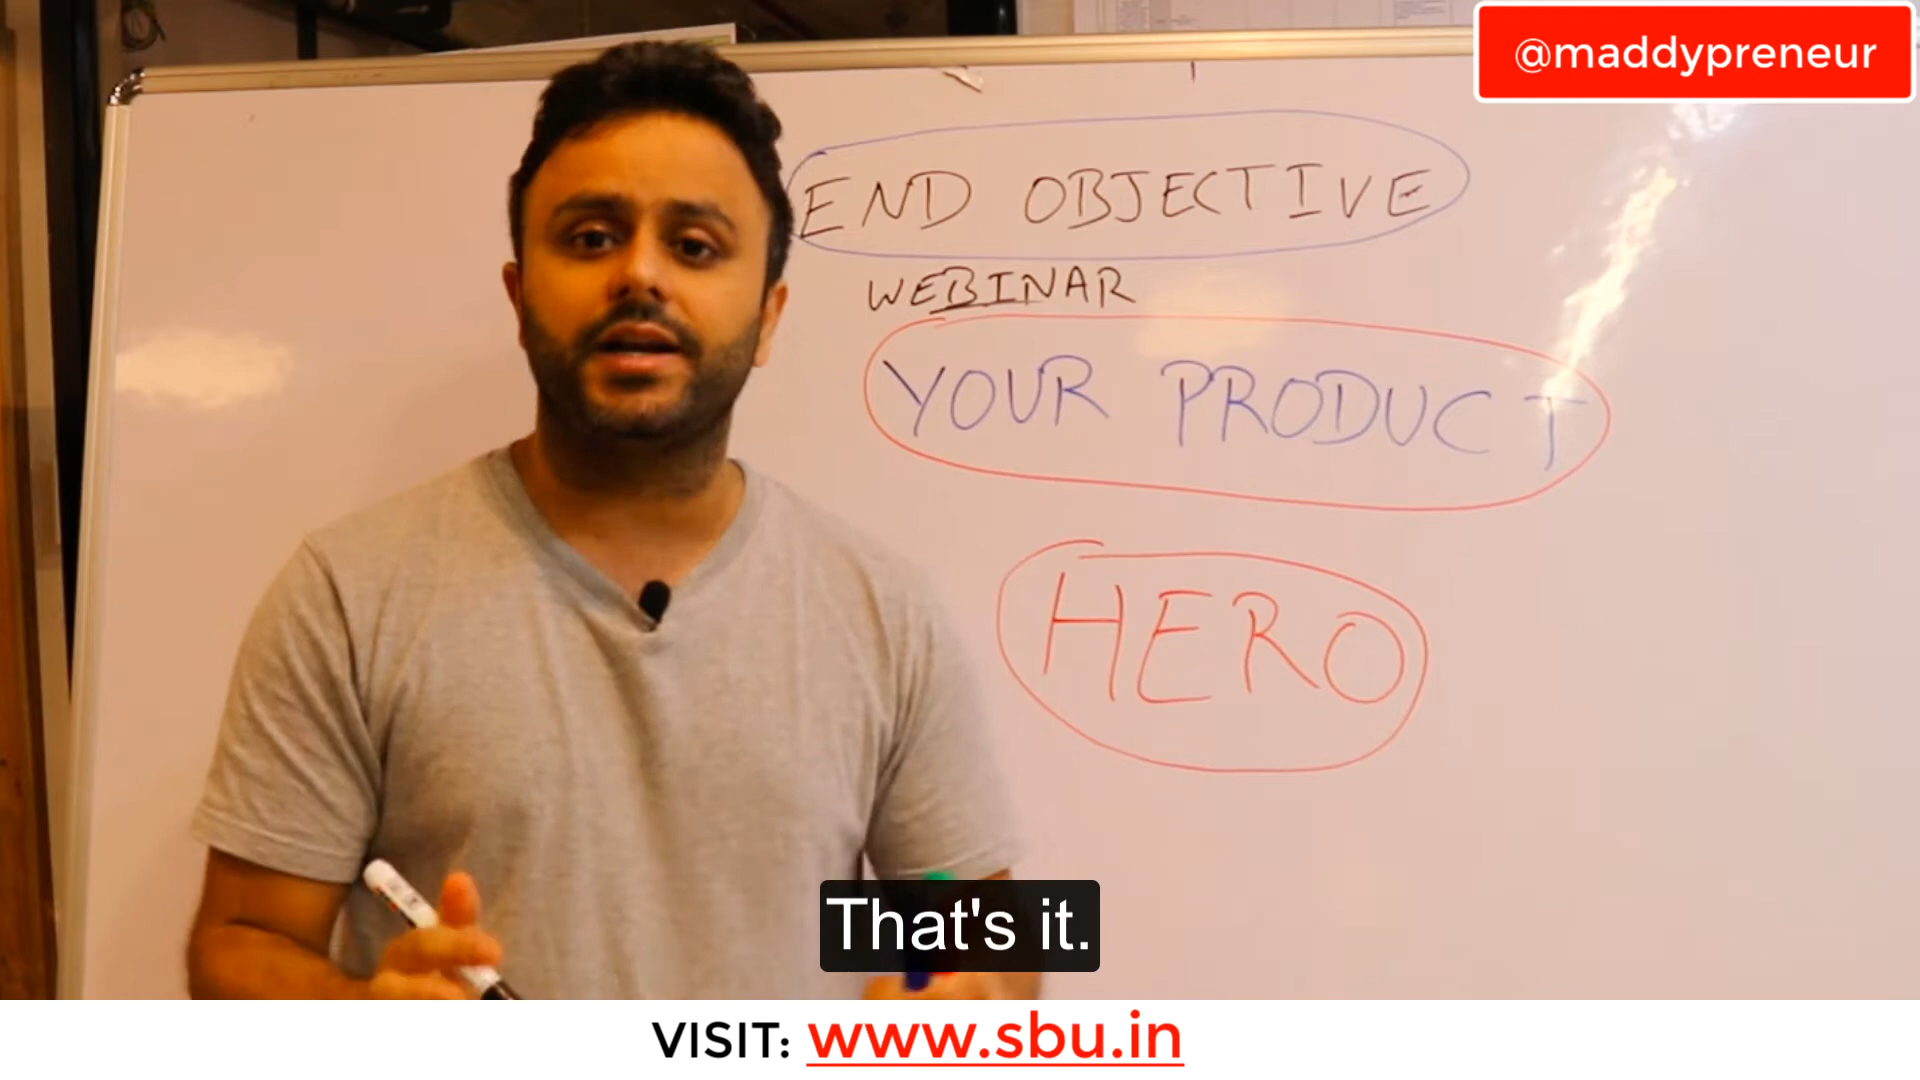 @maddypreneur
END OBJECTIVE
WEBINAR
YOUR PRODUCT
HERO
That's it.
VISIT: www.sbu.in